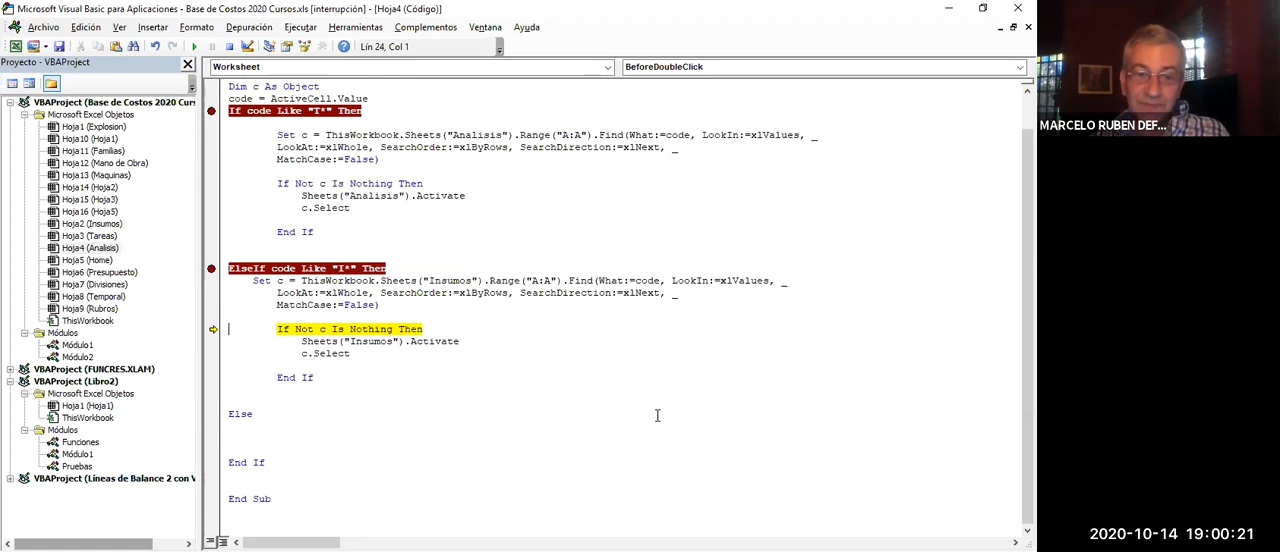 Microsoft Visual Basic para Aplicaciones - Base de Costos 2020 Cursos.xls [interrupción] - [Hoja4 (Código)]
Archivo Edición Ver Insertar Formato Depuración Ejecutar Herramientas Complementos Ventana Ayuda
Lín 24, Col 1
Proyecto - VBAProject
VBAProject (Base de Costos 2020 Curs
Microsoft Excel Objetos
Hoja1 (Explosion)
Hoja10 (Hoja1)
Hoja11 (Familias)
Hoja12 (Mano de Obra)
Hoja13 (Maquinas)
Hoja14 (Hoja2)
Hoja15 (Hoja3)
Hoja16 (Hoja5)
Hoja2 (Insumos)
Hoja3 (Tareas)
Hoja4 (Analisis)
Hoja5 (Home)
Hoja6 (Presupuesto)
Hoja7 (Divisiones)
Hoja8 (Temporal)
Hoja9 (Rubros)
ThisWorkbook
Módulos
Módulo1
Módulo2
VBAProject (FUNCRES.XLAM)
VBAProject (Libro2)
Microsoft Excel Objetos
Hoja1 (Hoja1)
ThisWorkbook
Módulos
Funciones
Módulo1
Pruebas
VBAProject (Líneas de Balance 2 con V
Worksheet
BeforeDoubleClick
Dim c As Object
code = ActiveCell.Value
If code Like "T*" Then
Set c = ThisWorkbook.Sheets("Analisis").Range("A:A").Find(What:=code, LookIn:=xlValues, _
LookAt:=xlWhole, SearchOrder:=xlByRows, SearchDirection:=xlNext, _
MatchCase:=False)
If Not c Is Nothing Then
Sheets("Analisis").Activate
c.Select
End If
ElseIf code Like "I*" Then
Set c = ThisWorkbook.Sheets("Insumos").Range("A:A").Find(What:=code, LookIn:=xlValues, _
LookAt:=xlWhole, SearchOrder:=xlByRows, SearchDirection:=xlNext, _
MatchCase:=False)
If Not c Is Nothing Then
Sheets("Insumos").Activate
c.Select
End If
Else
End If
End Sub
MARCELO RUBEN DEF...
2020-10-14 19:00:21